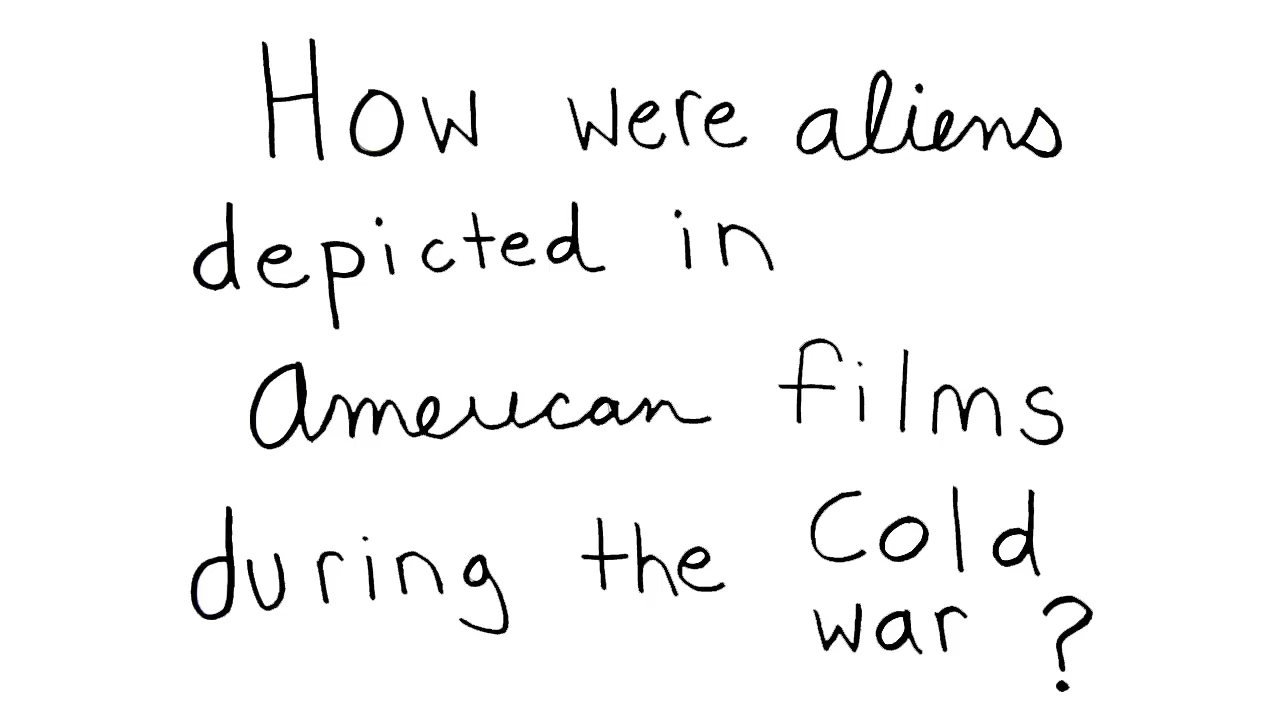 How were aliens
depicted in
American films
during the Cold
war?